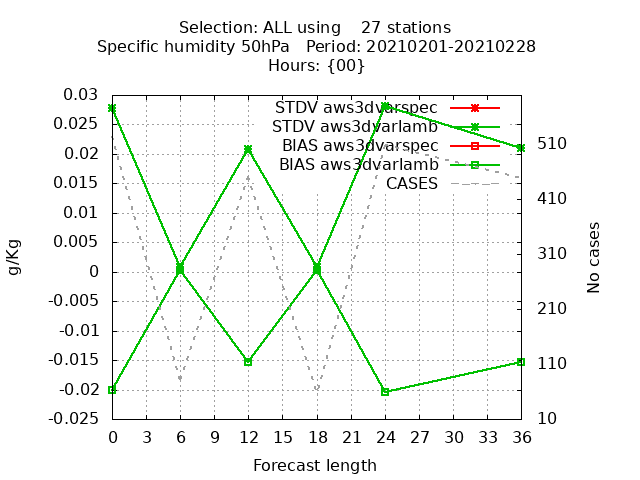 Selection: ALL using    27 stations
Specific humidity 50hPa   Period: 20210201-20210228
Hours: {00}
0.03
0.025
0.02
0.015
0.01
0.005
0
-0.005
-0.01
-0.015
-0.02
-0.025
g/Kg
STDV aws3dvarspec
STDV aws3dvarlamb
BIAS aws3dvarspec
BIAS aws3dvarlamb
CASES
510
410
310
210
110
10
No cases
0 3 6 9 12 15 18 21 24 27 30 33 36
Forecast length